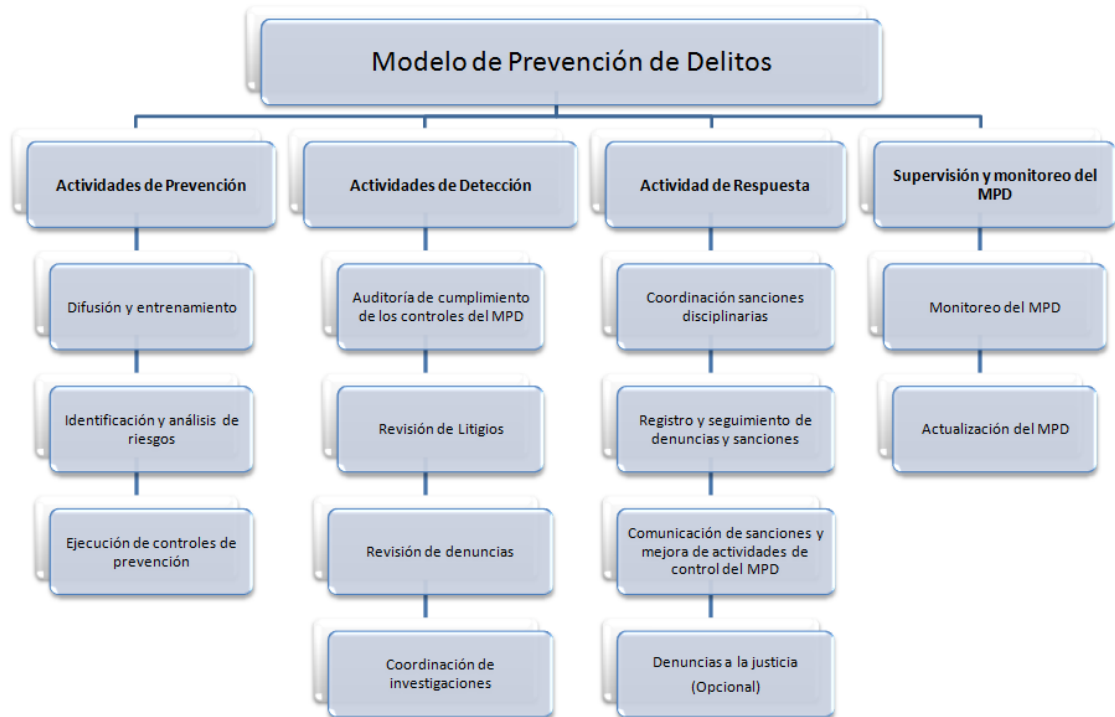 Modelo de Prevención de Delitos
Actividades de Prevención
Difusión y entrenamiento
Identificación y análisis de
riesgos
Ejecución de controles de
prevención
Actividades de Detección
Auditoría de cumplimiento
de los controles del MPD
Revisión de Litigios
Revisión de denuncias
Coordinación de
investigaciones
Actividad de Respuesta
Coordinación sanciones
disciplinarias
Registro y seguimiento de
denuncias y sanciones
Comunicación de sanciones y
mejora de actividades de
control del MPD
Denuncias a la justicia
(Opcional)
Supervisión y monitoreo del
MPD
Monitoreo del MPD
Actualización del MPD